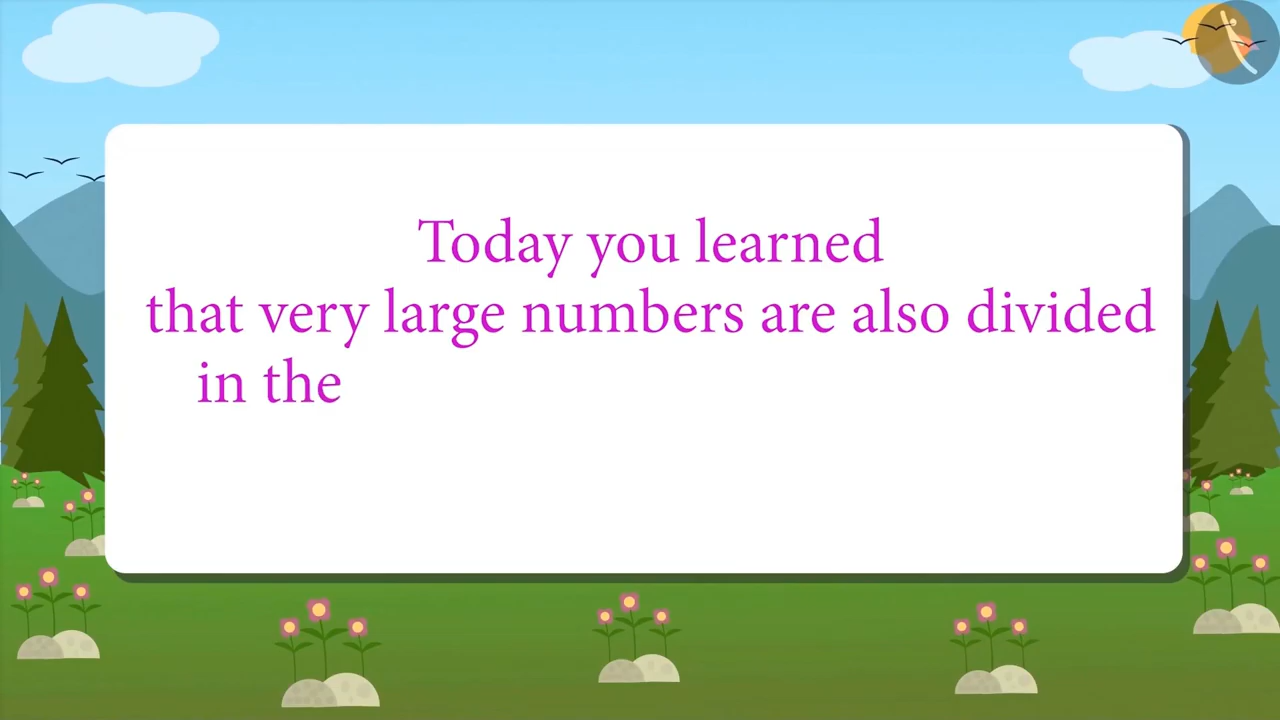 Today you learned
that very large numbers are also divided
in the